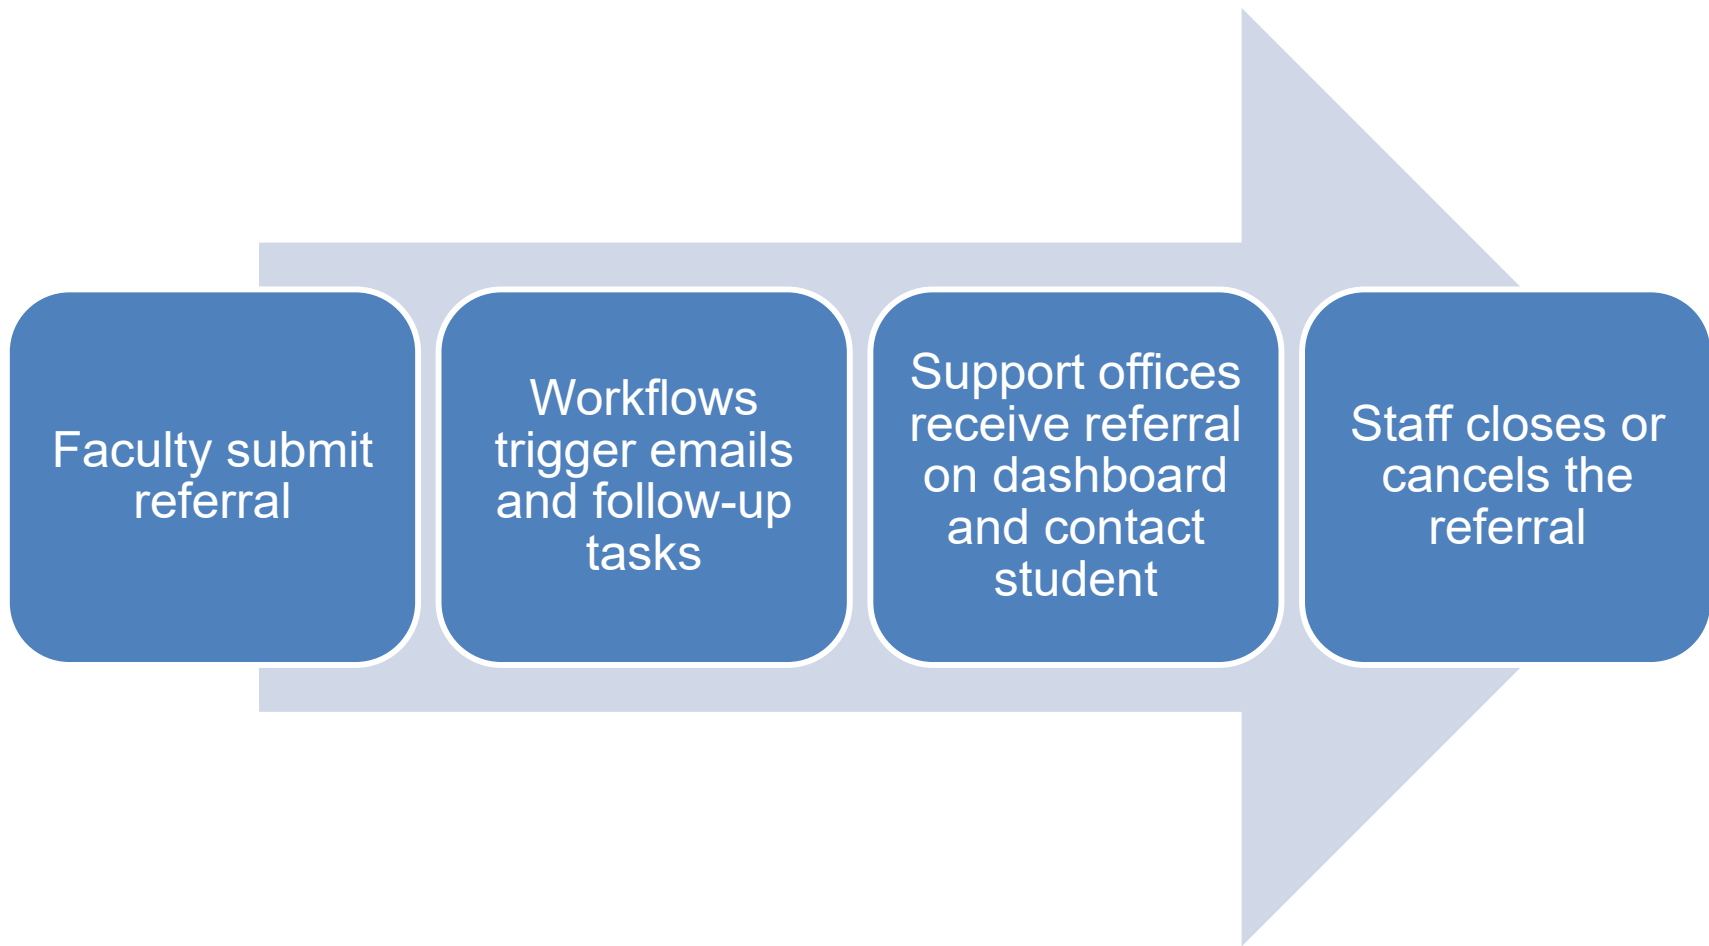 Faculty submit
referral
Workflows
trigger emails
and follow-up
tasks
Support offices
receive referral
on dashboard
and contact
student
Staff closes or
cancels the
referral